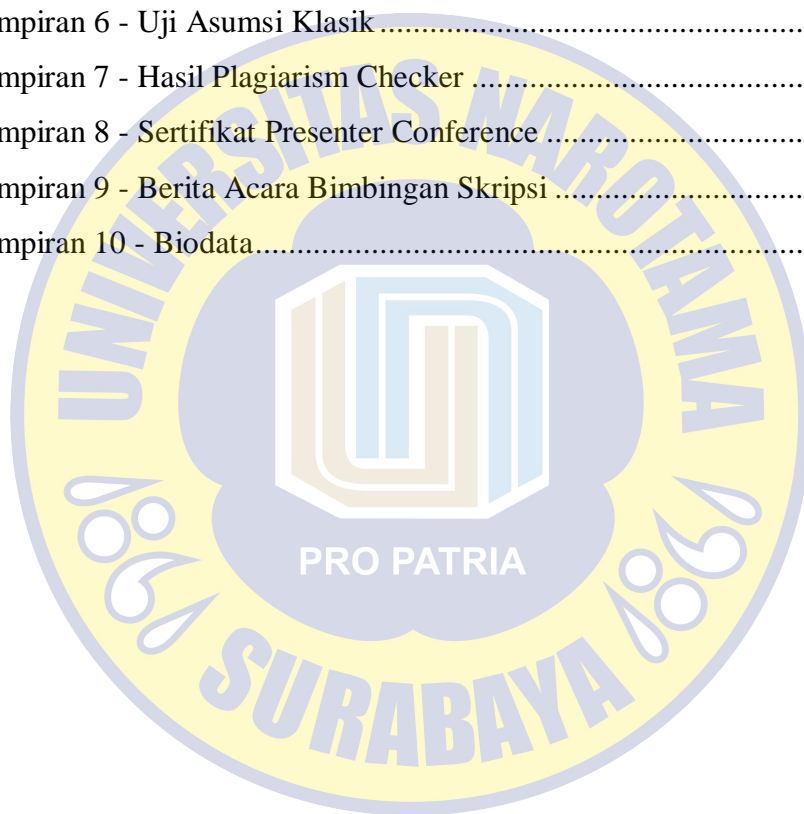 mpiran 6 - Uji Asumsi Klasik ..................................................
mpiran 7 - Hasil Plagiarism Checker .......................................
mpiran 8 - Sertifikat Presenter Conference ..............................
mpiran 9 - Berita Acara Bimbingan Skripsi .............................
mpiran 10 - Biodata.................................................................
UNIVERSITAS NAROTAMA
PRO PATRIA
SURABAYA